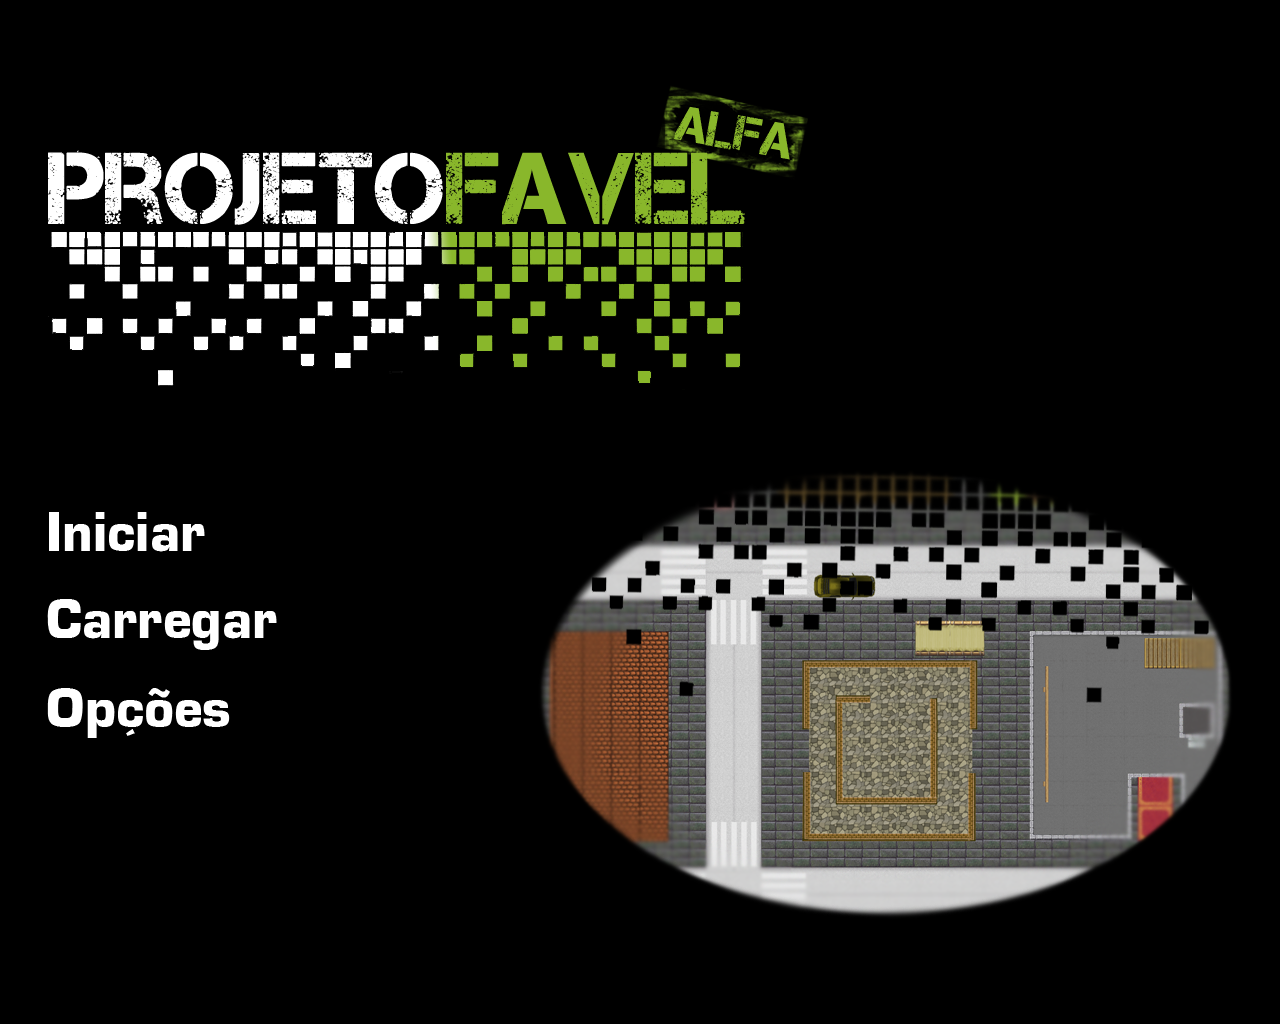 ALFA
PROJETOFAVEL
Iniciar
Carregar
Opções